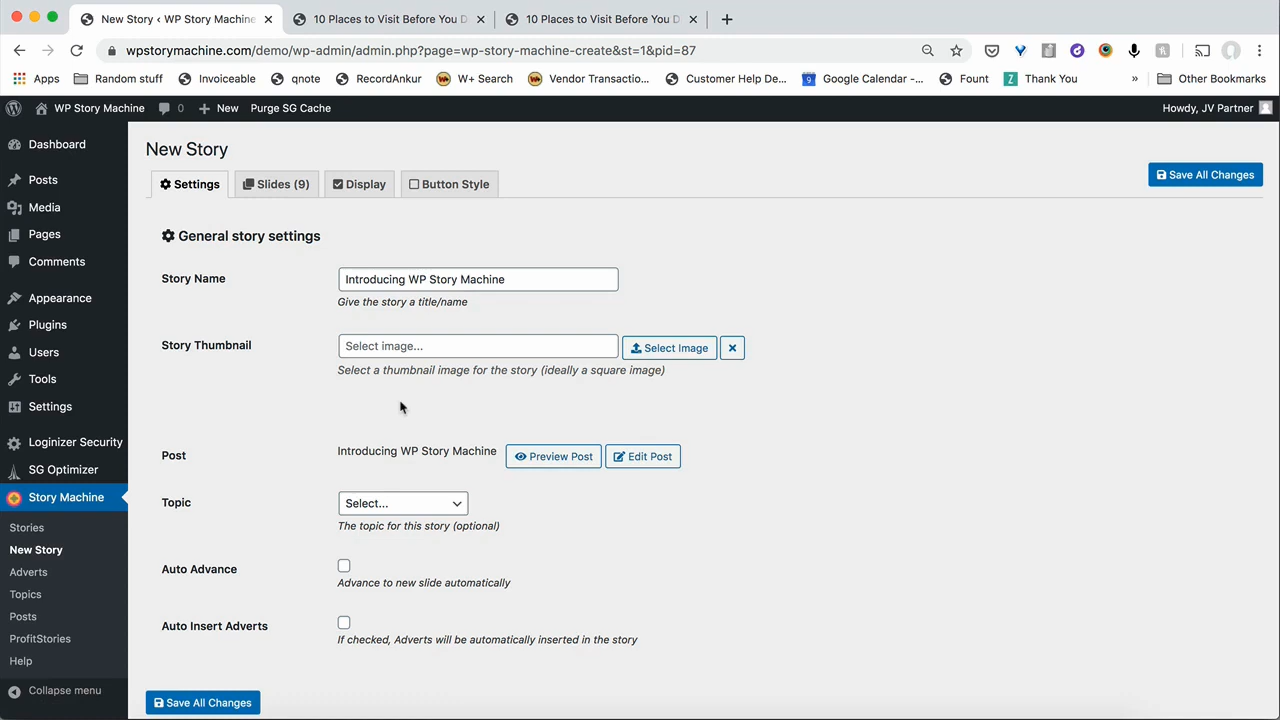 New Story ‹ WP Story Machine
10 Places to Visit Before You D
10 Places to Visit Before You D
wpstorymachine.com/demo/wp-admin/admin.php?page=wp-story-machine-create&st=1&pid=87
Apps
Random stuff
Invoiceable
qnote
RecordAnkur
W+ Search
Vendor Transactio...
Customer Help De...
Google Calendar -...
Fount
Thank You
»
Other Bookmarks
WP Story Machine
0
New
Purge SG Cache
Howdy, JV Partner
Dashboard
Posts
Media
Pages
Comments
Appearance
Plugins
Users
Tools
Settings
Loginizer Security
SG Optimizer
Story Machine
Stories
New Story
Adverts
Topics
Posts
ProfitStories
Help
Collapse menu
New Story
Settings
Slides (9)
Display
Button Style
Save All Changes
General story settings
Story Name
Introducing WP Story Machine
Give the story a title/name
Story Thumbnail
Select image...
Select Image
Select a thumbnail image for the story (ideally a square image)
Post
Introducing WP Story Machine
Preview Post
Edit Post
Topic
Select...
The topic for this story (optional)
Auto Advance
Advance to new slide automatically
Auto Insert Adverts
If checked, Adverts will be automatically inserted in the story
Save All Changes